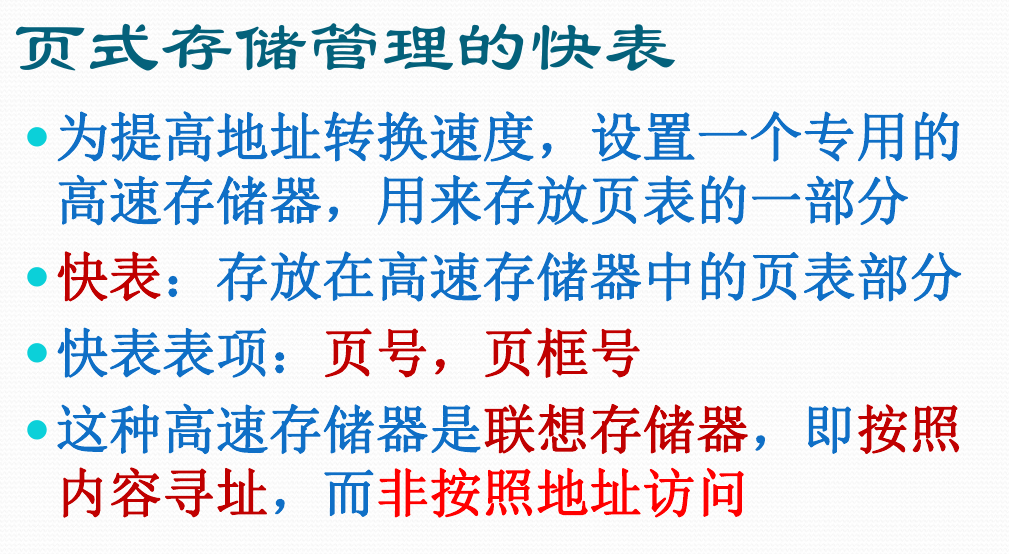 页式存储管理的快表
•为提高地址转换速度，设置一个专用的
高速存储器，用来存放页表的一部分
•快表：存放在高速存储器中的页表部分
•快表表项：页号，页框号
•这种高速存储器是联想存储器，即按照
内容寻址，而非按照地址访问